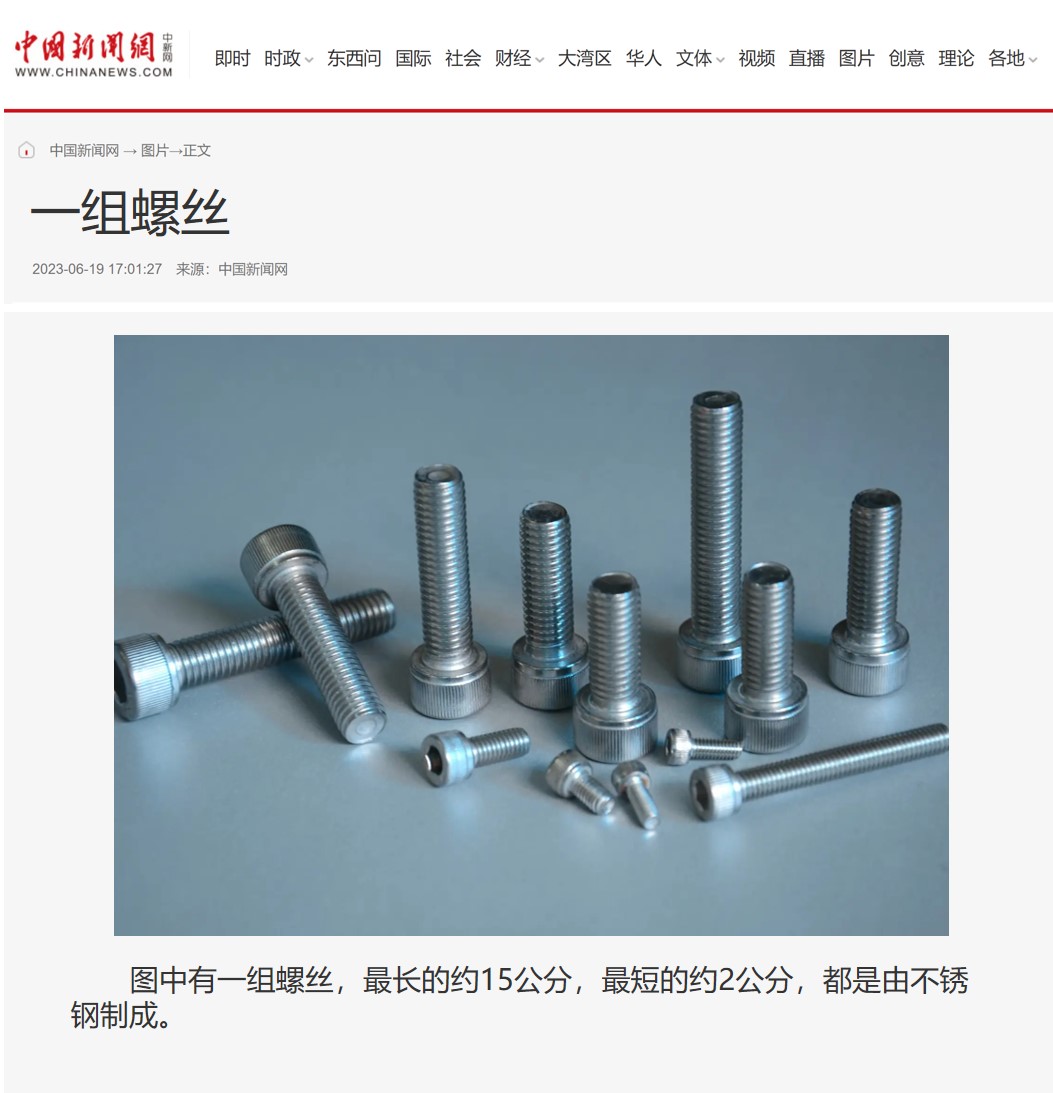 中國新聞網 中新网
WWW.CHINANEWS.COM
即时 时政 东西问 国际 社会 财经 大湾区 华人 文体 视频 直播 图片 创意 理论 各地
中国新闻网 → 图片→正文
一组螺丝
2023-06-19 17:01:27 来源：中国新闻网
图中有一组螺丝，最长的约15公分，最短的约2公分，都是由不锈
钢制成。